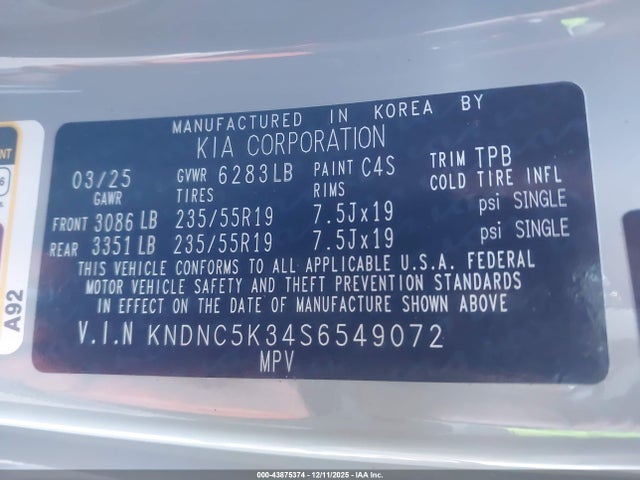 MANUFACTURED IN KOREA BY
KIA CORPORATION
03/25 GVWR 6283LB PAINT C4S TRIM TPB
GAWR TIRES RIMS COLD TIRE INFL
FRONT 3086 LB 235/55R19 7.5Jx19 psi SINGLE
REAR 3351 LB 235/55R19 7.5Jx19 psi SINGLE
THIS VEHICLE CONFORMS TO ALL APPLICABLE U.S.A. FEDERAL
MOTOR VEHICLE SAFETY AND THEFT PREVENTION STANDARDS
IN EFFECT ON THE DATE OF MANUFACTURE SHOWN ABOVE
V.I.N KNDNC5K34S6549072
MPV
A92
000-43875374 - 12/11/2025 - IAA Inc.